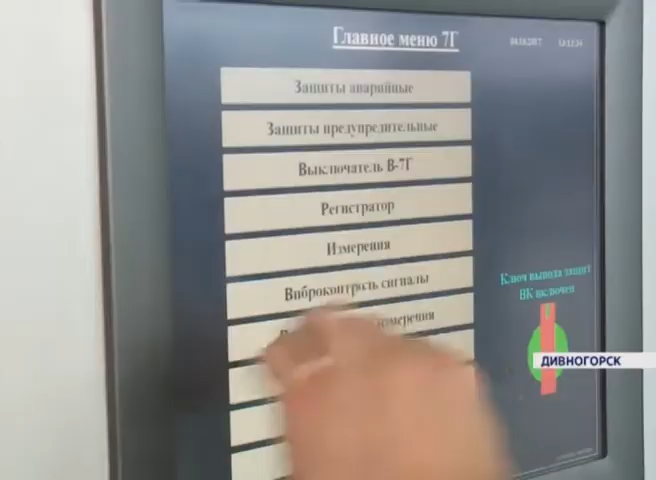 Главное меню 7Г
Защиты аварийные
Защиты предупредительные
Выключатель В-7Г
Регистратор
Измерения
Виброконтроль сигналы
измерения
Ключ вывода защит
ВК включен
ДИВНОГОРСК